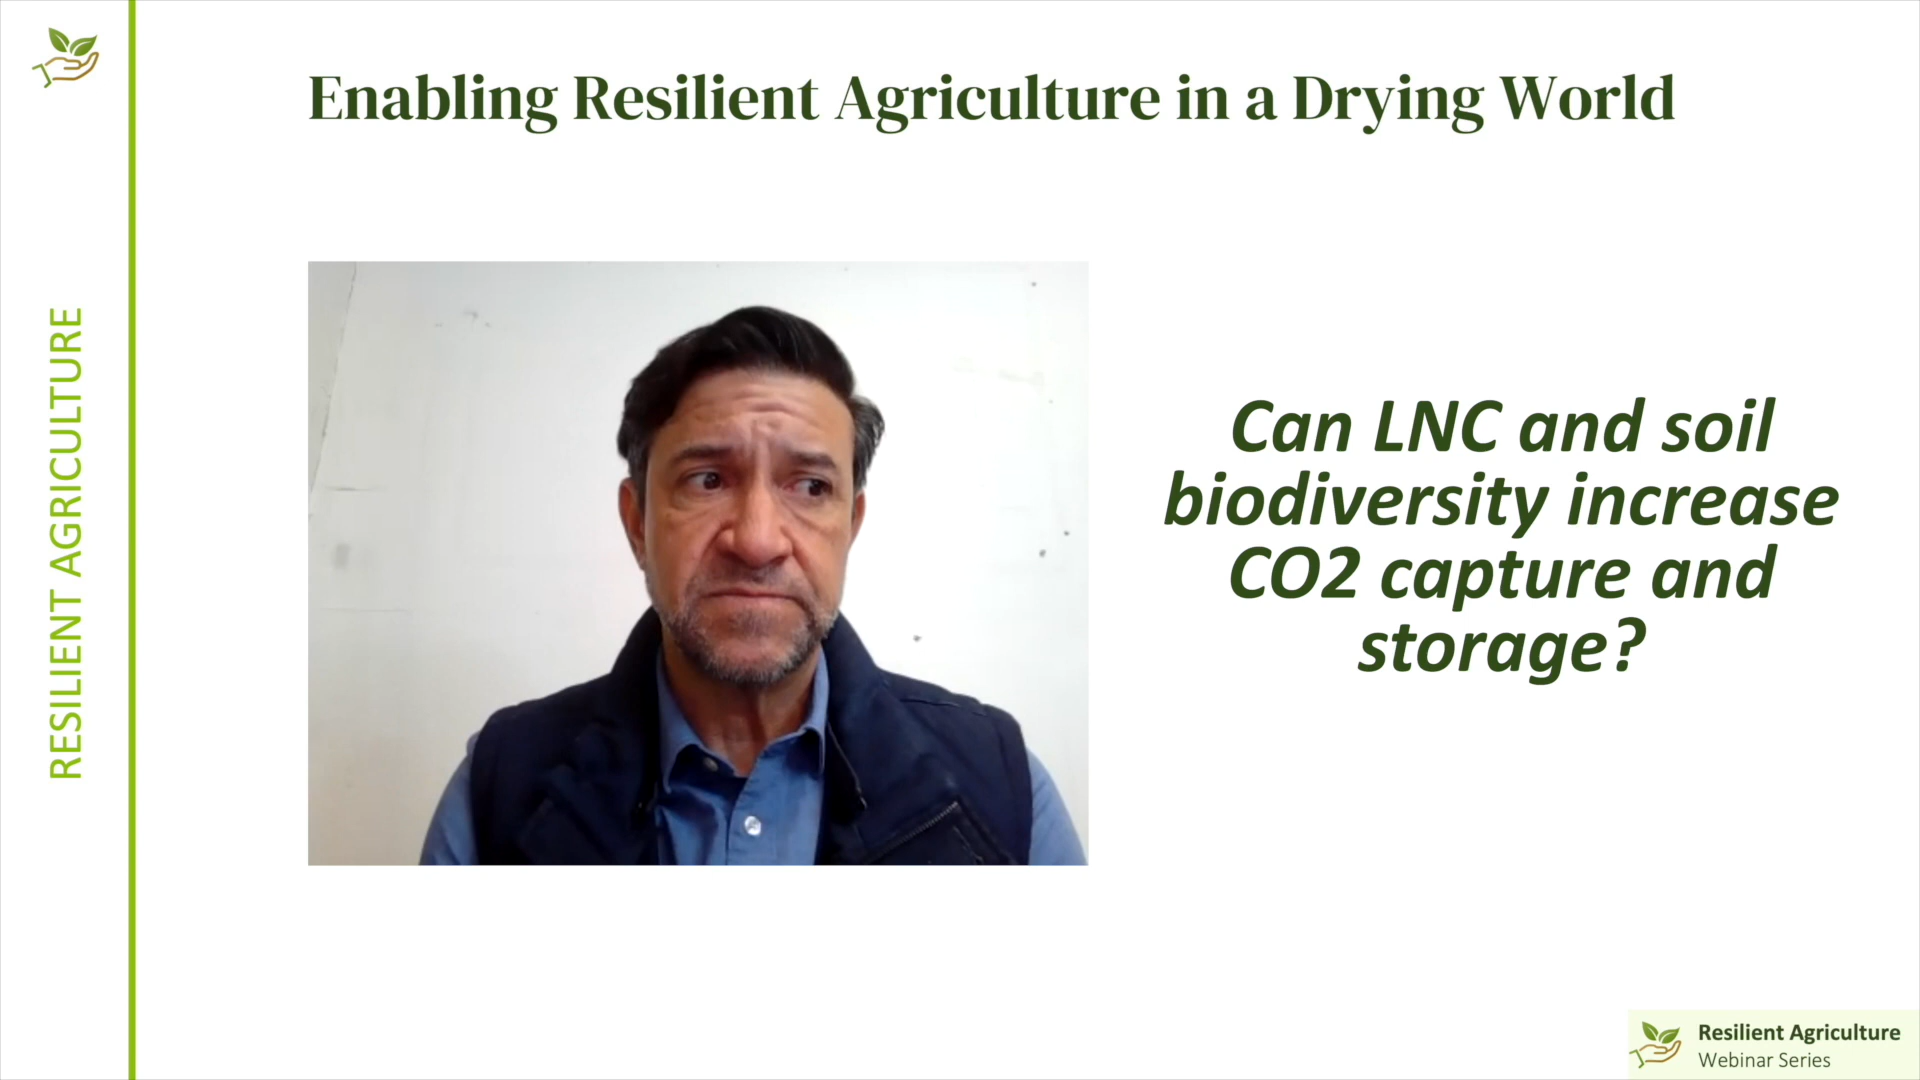 Enabling Resilient Agriculture in a Drying World
RESILIENT AGRICULTURE
Can LNC and soil
biodiversity increase
CO2 capture and
storage?
Resilient Agriculture
Webinar Series